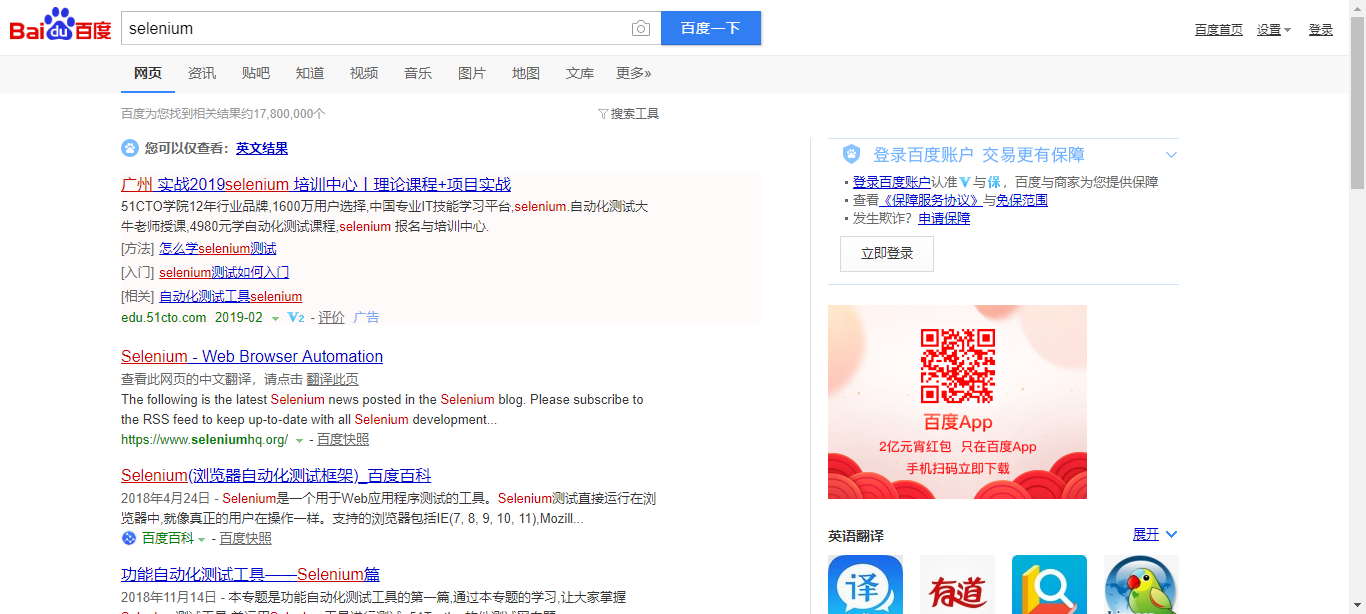 Bai du 百度
selenium
百度一下
百度首页 设置 登录
网页 资讯 贴吧 知道 视频 音乐 图片 地图 文库 更多»
百度为您找到相关结果约17,800,000个
搜索工具
您可以仅查看：英文结果
广州 实战2019selenium 培训中心丨理论课程+项目实战
51CTO学院12年行业品牌,1600万用户选择,中国专业IT技能学习平台,selenium.自动化测试大
牛老师授课,4980元学自动化测试课程,selenium 报名与培训中心.
[方法] 怎么学selenium测试
[入门] selenium测试如何入门
[相关] 自动化测试工具selenium
edu.51cto.com 2019-02 V2 - 评价 广告
Selenium - Web Browser Automation
查看此网页的中文翻译，请点击 翻译此页
The following is the latest Selenium news posted in the Selenium blog. Please subscribe to
the RSS feed to keep up-to-date with all Selenium development...
https://www.seleniumhq.org/ - 百度快照
Selenium(浏览器自动化测试框架)_百度百科
2018年4月24日 - Selenium是一个用于Web应用程序测试的工具。Selenium测试直接运行在浏
览器中,就像真正的用户在操作一样。支持的浏览器包括IE(7, 8, 9, 10, 11),Mozill...
百度百科 - 百度快照
功能自动化测试工具——Selenium篇
2018年11月14日 - 本专题是功能自动化测试工具的第一篇,通过本专题的学习,让大家掌握
登录百度账户 交易更有保障
登录百度账户认准V与保，百度与商家为您提供保障
查看《保障服务协议》与免保范围
发生欺诈？申请保障
立即登录
百度App
2亿元宵红包 只在百度App
手机扫码立即下载
英语翻译
展开
译
有道